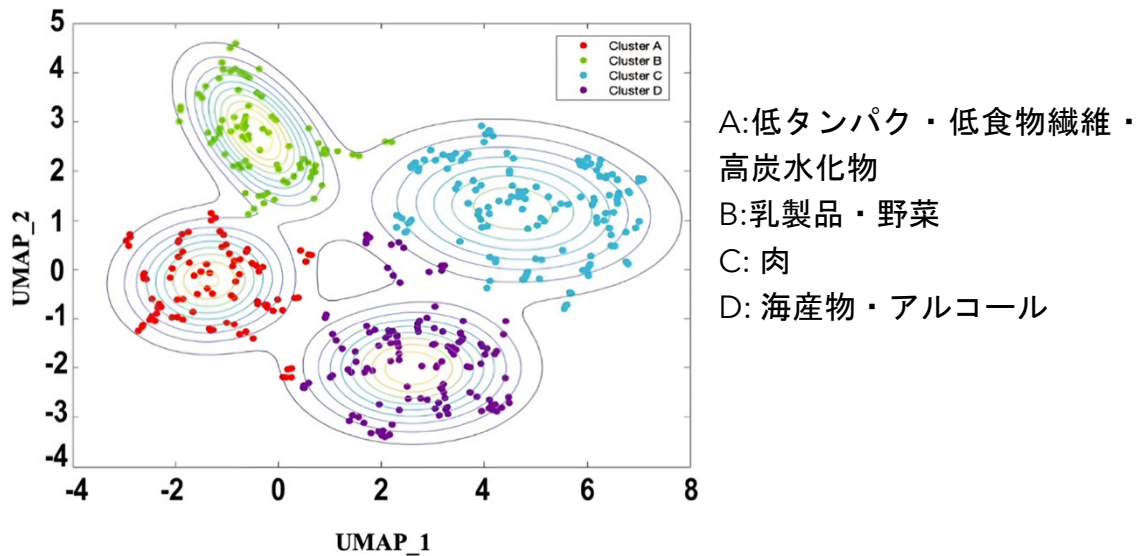 5
4
3
2
1
0
-1
-2
-3
-4
-4
-2
0
2
4
6
8
UMAP_2
UMAP_1
Cluster A
Cluster B
Cluster C
Cluster D
A:低タンパク・低食物繊維・
高炭水化物
B:乳製品・野菜
C: 肉
D: 海産物・アルコール